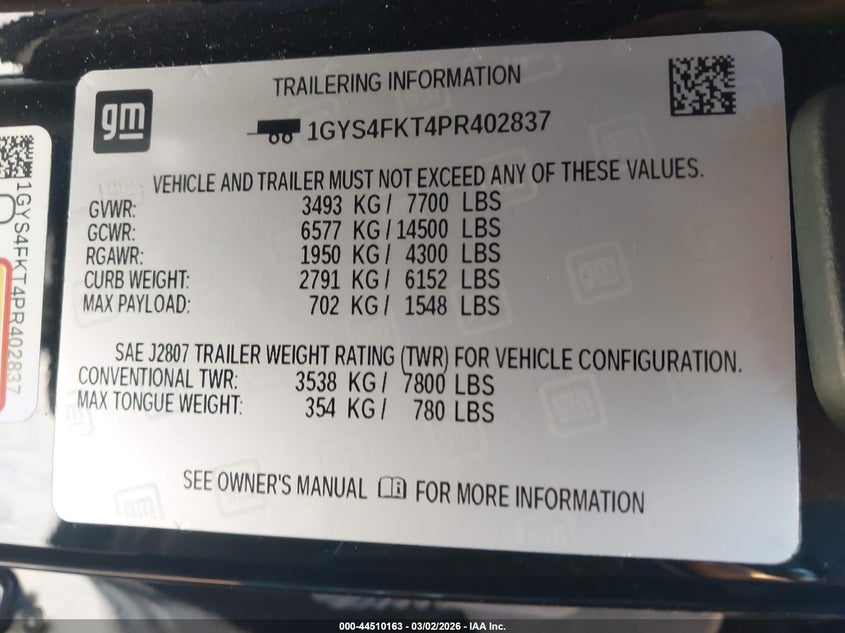 gm
TRAILERING INFORMATION
1GYS4FKT4PR402837
VEHICLE AND TRAILER MUST NOT EXCEED ANY OF THESE VALUES.
GVWR: 3493 KG / 7700 LBS
GCWR: 6577 KG / 14500 LBS
RGAWR: 1950 KG / 4300 LBS
CURB WEIGHT: 2791 KG / 6152 LBS
MAX PAYLOAD: 702 KG / 1548 LBS
SAE J2807 TRAILER WEIGHT RATING (TWR) FOR VEHICLE CONFIGURATION.
CONVENTIONAL TWR: 3538 KG / 7800 LBS
MAX TONGUE WEIGHT: 354 KG / 780 LBS
SEE OWNER'S MANUAL FOR MORE INFORMATION
1GYS4FKT4PR402837
000-44510163 - 03/02/2026 - IAA Inc.